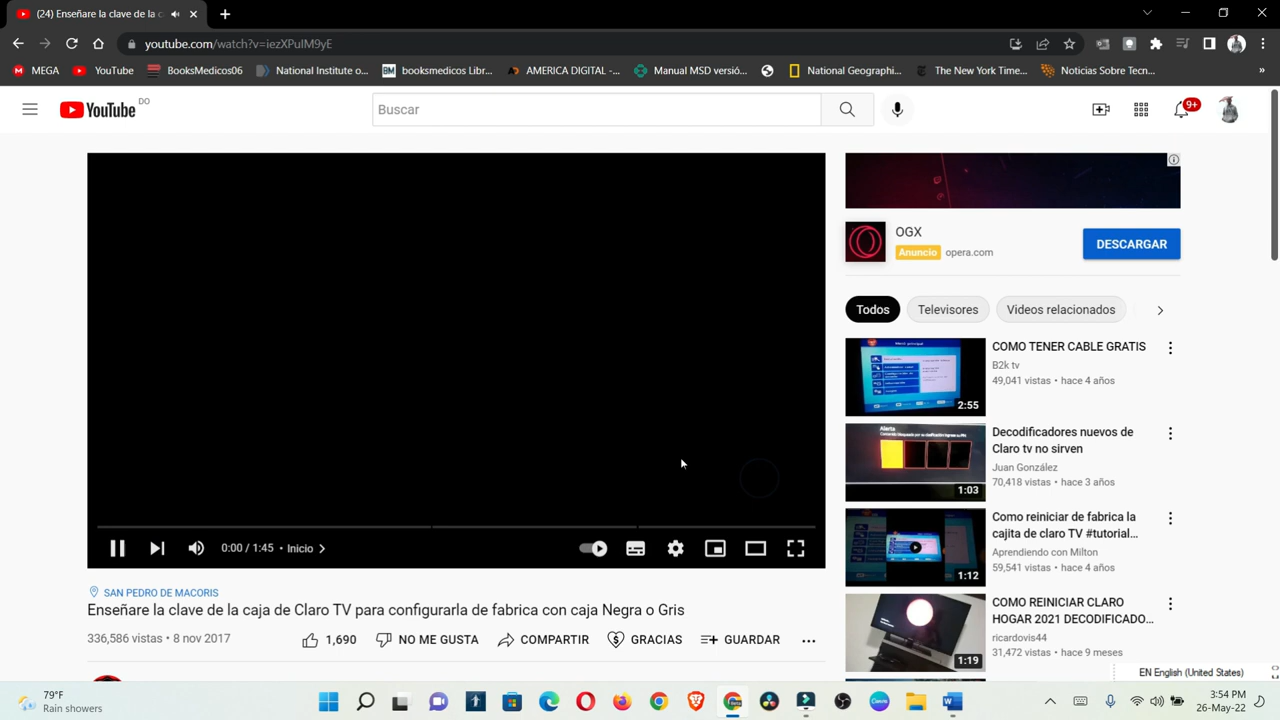 (24) Enseñare la clave de la c
youtube.com/watch?v=iezXPuIM9yE
MEGA
YouTube
BooksMedicos06
National Institute o...
booksmedicos Libr...
AMERICA DIGITAL -...
Manual MSD versió...
National Geographi...
The New York Time...
Noticias Sobre Tecn...
»
YouTube DO
Buscar
9+
OGX
Anuncio opera.com
DESCARGAR
Todos
Televisores
Videos relacionados
COMO TENER CABLE GRATIS
B2k tv
49,041 vistas • hace 4 años
2:55
Alerta
Decodificadores nuevos de
Claro tv no sirven
Juan González
70,418 vistas • hace 3 años
1:03
Como reiniciar de fabrica la
cajita de claro TV #tutorial...
Aprendiendo con Milton
59,541 vistas • hace 4 años
1:12
COMO REINICIAR CLARO
HOGAR 2021 DECODIFICADO...
ricardovis44
31,472 vistas • hace 9 meses
1:19
0:00 / 1:45 • Inicio
SAN PEDRO DE MACORIS
Enseñare la clave de la caja de Claro TV para configurarla de fabrica con caja Negra o Gris
336,586 vistas • 8 nov 2017
1,690
NO ME GUSTA
COMPARTIR
GRACIAS
GUARDAR
EN English (United States)
79°F
Rain showers
3:54 PM
26-May-22